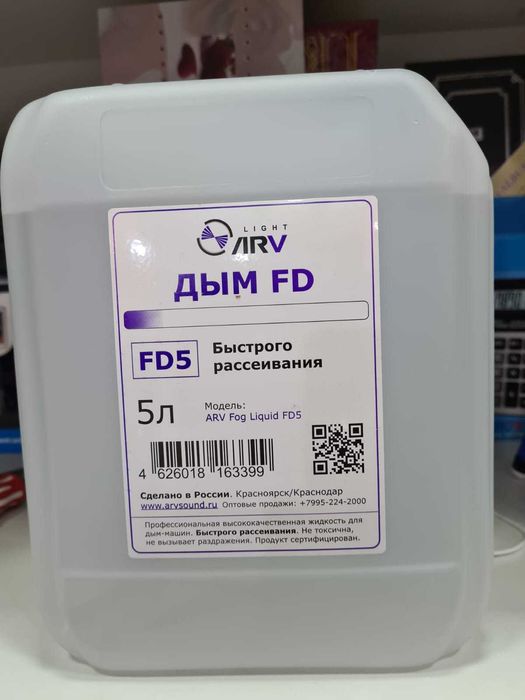 LIGHT
ARV
ДЫМ FD
FD5
Быстрого
рассеивания
5л
Модель:
ARV Fog Liquid FD5
4 626018 163399
Сделано в России. Красноярск/Краснодар
www.arvsound.ru Оптовые продажи: +7995-224-2000
Профессиональная высококачественная жидкость для
дым-машин. Быстрого рассеивания. Не токсична,
не вызывает раздражения. Продукт сертифицирован.